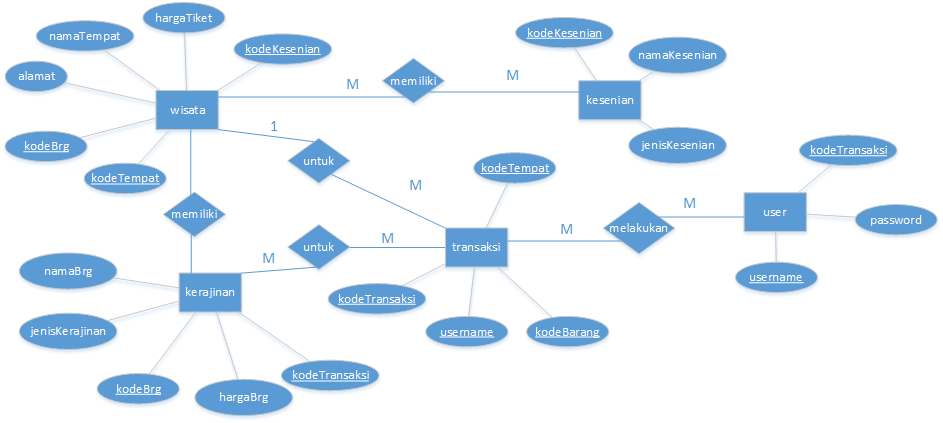 hargaTiket
namaTempat
kodeKesenian
kodeKesenian
namaKesenian
alamat
M
memiliki
M
kesenian
wisata
1
kodeBrg
jenisKesenian
untuk
kodeTransaksi
kodeTempat
kodeTempat
M
M
user
password
memiliki
M
melakukan
untuk
M
transaksi
M
namaBrg
username
kerajinan
kodeTransaksi
jenisKerajinan
username
kodeBarang
kodeTransaksi
kodeBrg
hargaBrg